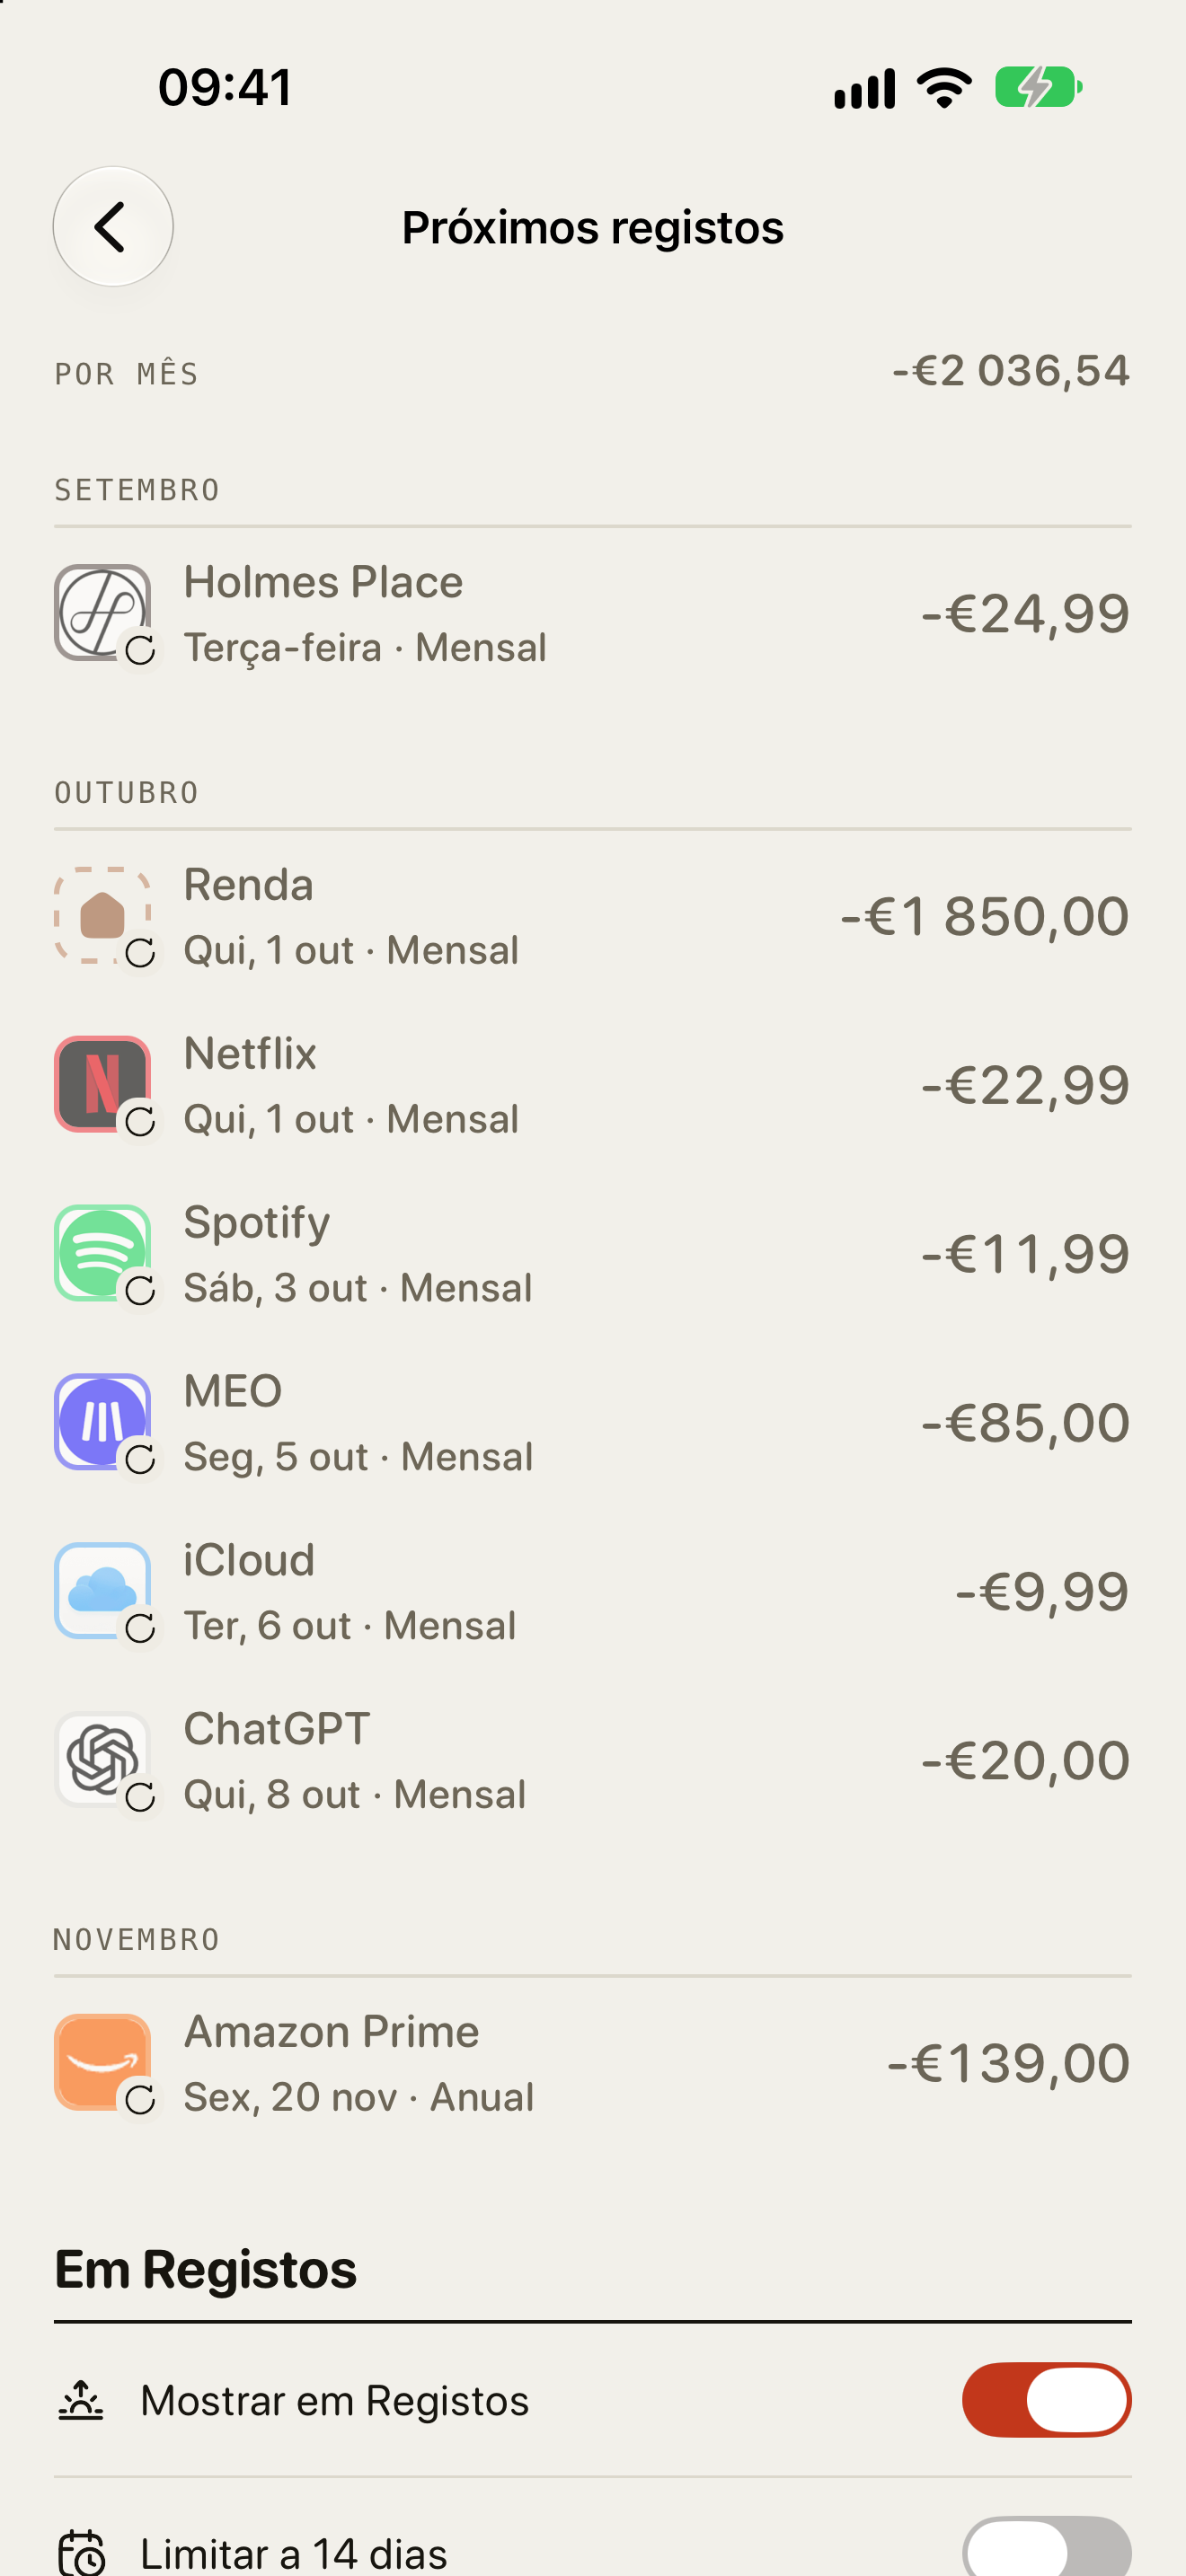 09:41
Próximos registos
POR MÊS -€2 036,54
SETEMBRO
Holmes Place
Terça-feira · Mensal
-€24,99
OUTUBRO
Renda
Qui, 1 out · Mensal
-€1 850,00
Netflix
Qui, 1 out · Mensal
-€22,99
Spotify
Sáb, 3 out · Mensal
-€11,99
MEO
Seg, 5 out · Mensal
-€85,00
iCloud
Ter, 6 out · Mensal
-€9,99
ChatGPT
Qui, 8 out · Mensal
-€20,00
NOVEMBRO
Amazon Prime
Sex, 20 nov · Anual
-€139,00
Em Registos
Mostrar em Registos
Limitar a 14 dias